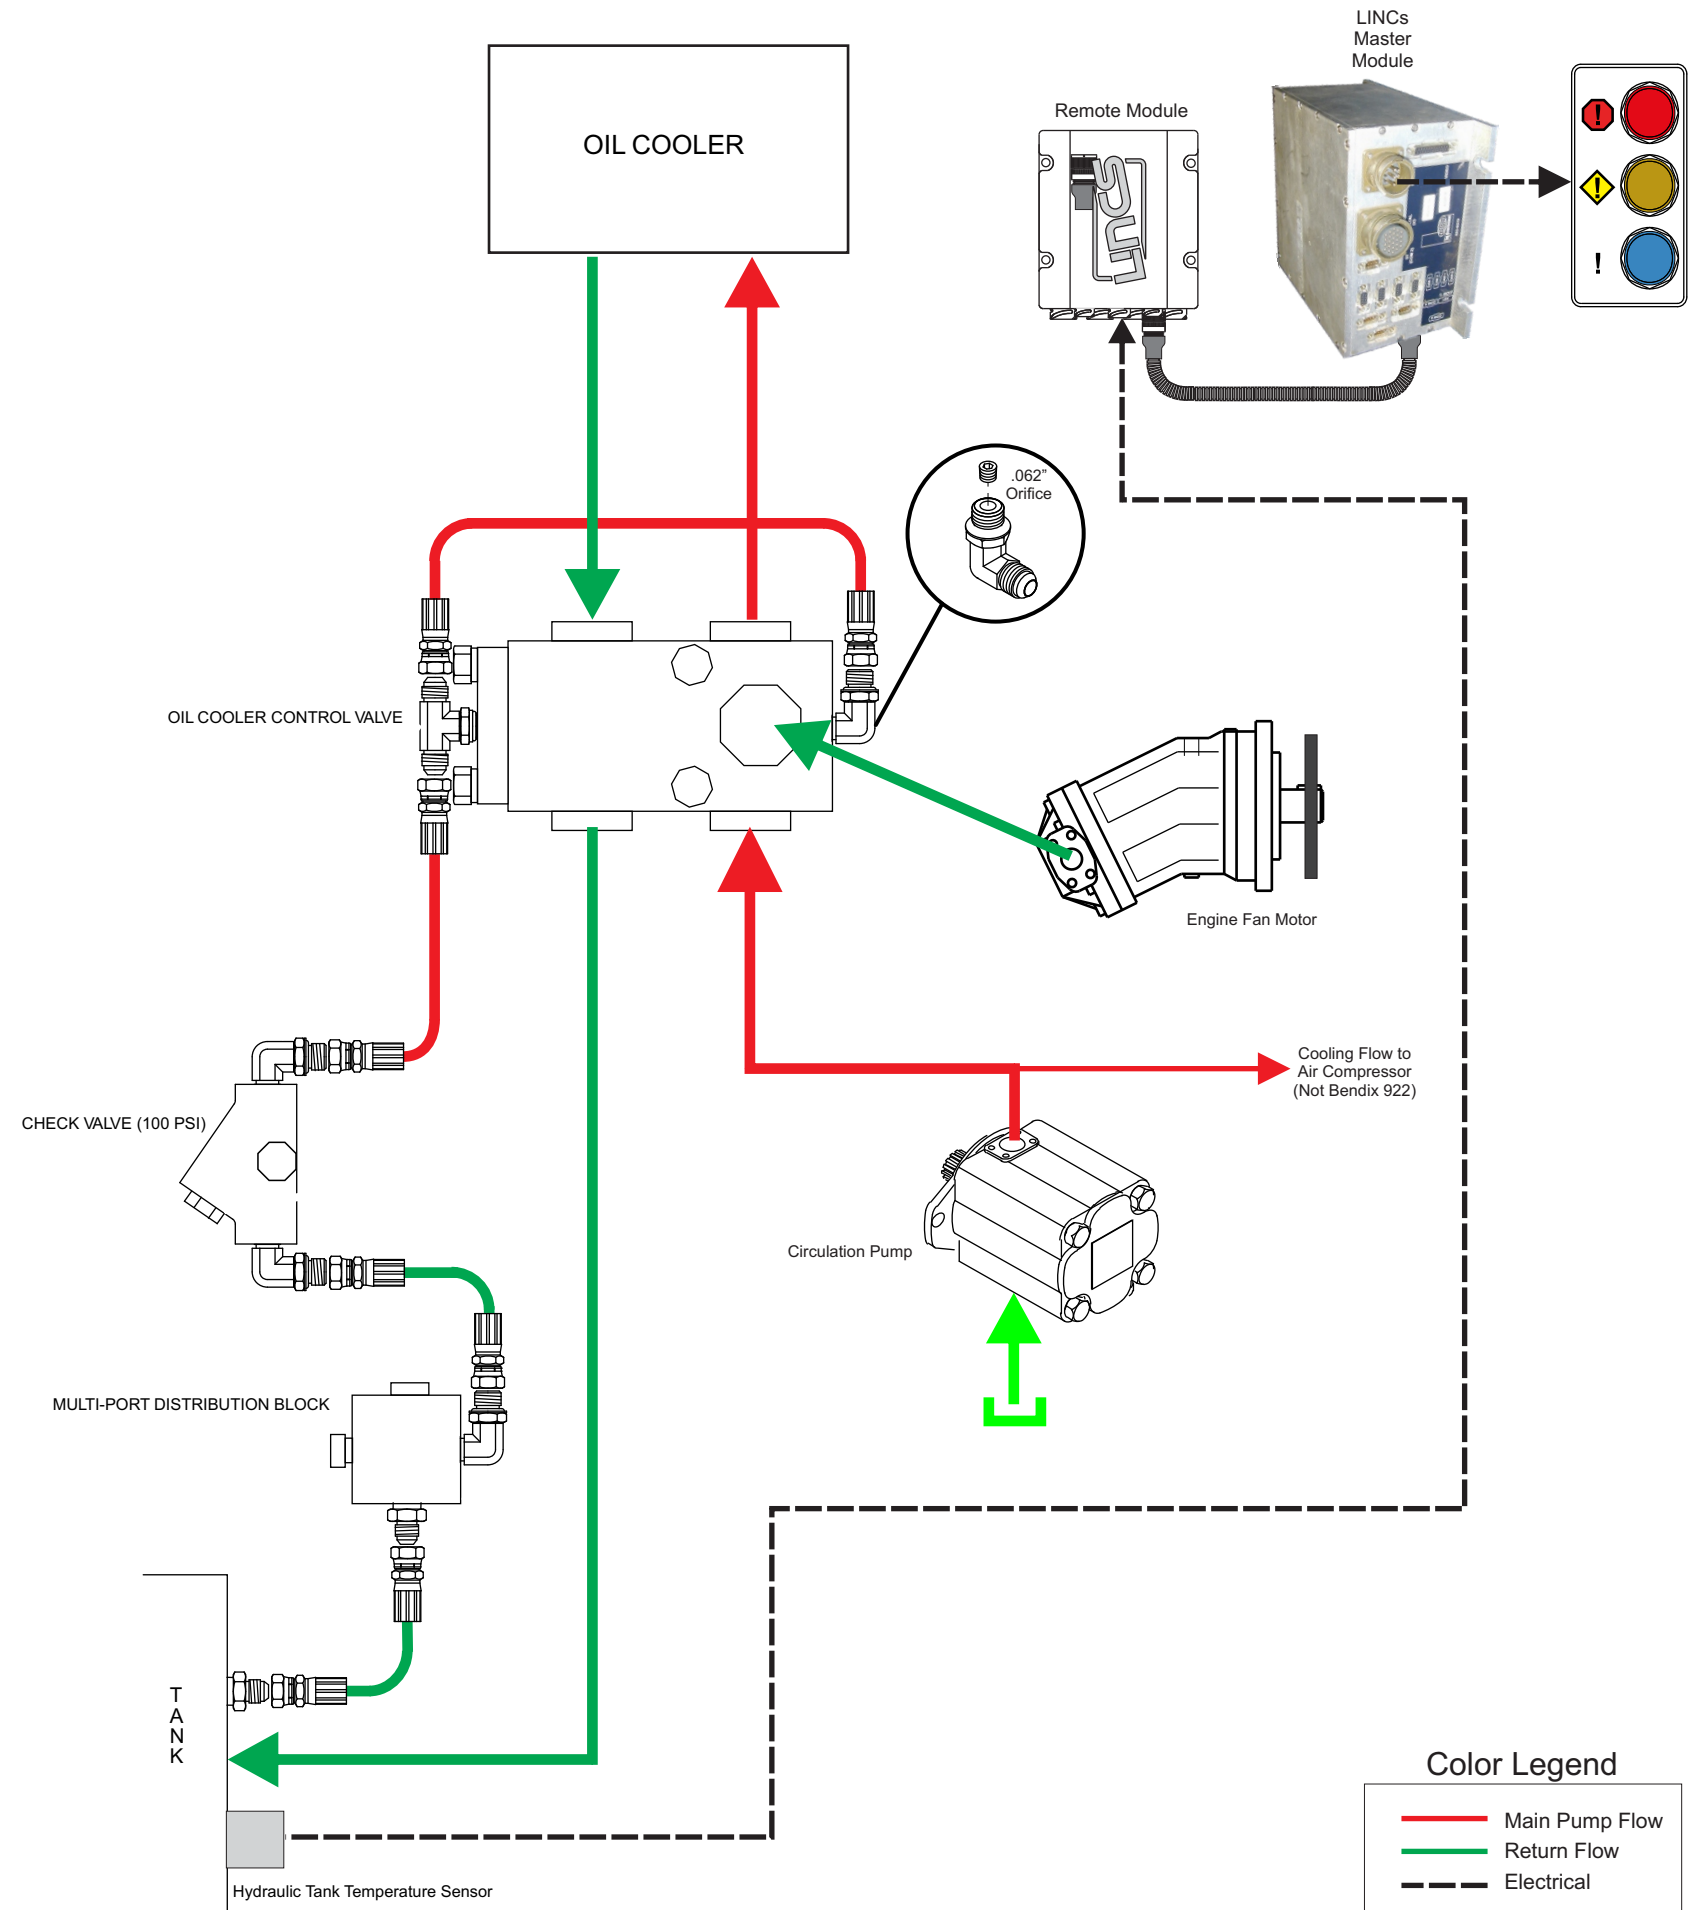 LINCs
Master
Module
Remote Module
OIL COOLER
LINCS
.062”
Orifice
OIL COOLER CONTROL VALVE
Engine Fan Motor
Cooling Flow to
Air Compressor
(Not Bendix 922)
CHECK VALVE (100 PSI)
Circulation Pump
MULTI-PORT DISTRIBUTION BLOCK
TANK
Hydraulic Tank Temperature Sensor
Color Legend
Main Pump Flow
Return Flow
Electrical